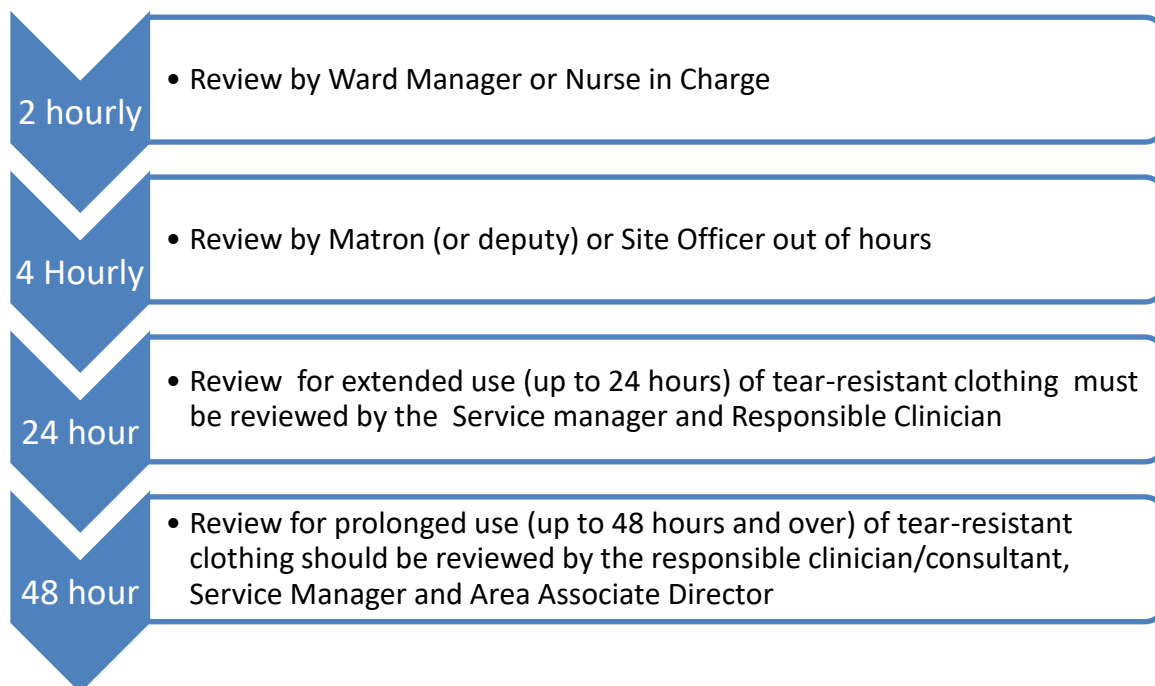 2 hourly
• Review by Ward Manager or Nurse in Charge
4 Hourly
• Review by Matron (or deputy) or Site Officer out of hours
24 hour
• Review for extended use (up to 24 hours) of tear-resistant clothing must
be reviewed by the Service manager and Responsible Clinician
48 hour
• Review for prolonged use (up to 48 hours and over) of tear-resistant
clothing should be reviewed by the responsible clinician/consultant,
Service Manager and Area Associate Director